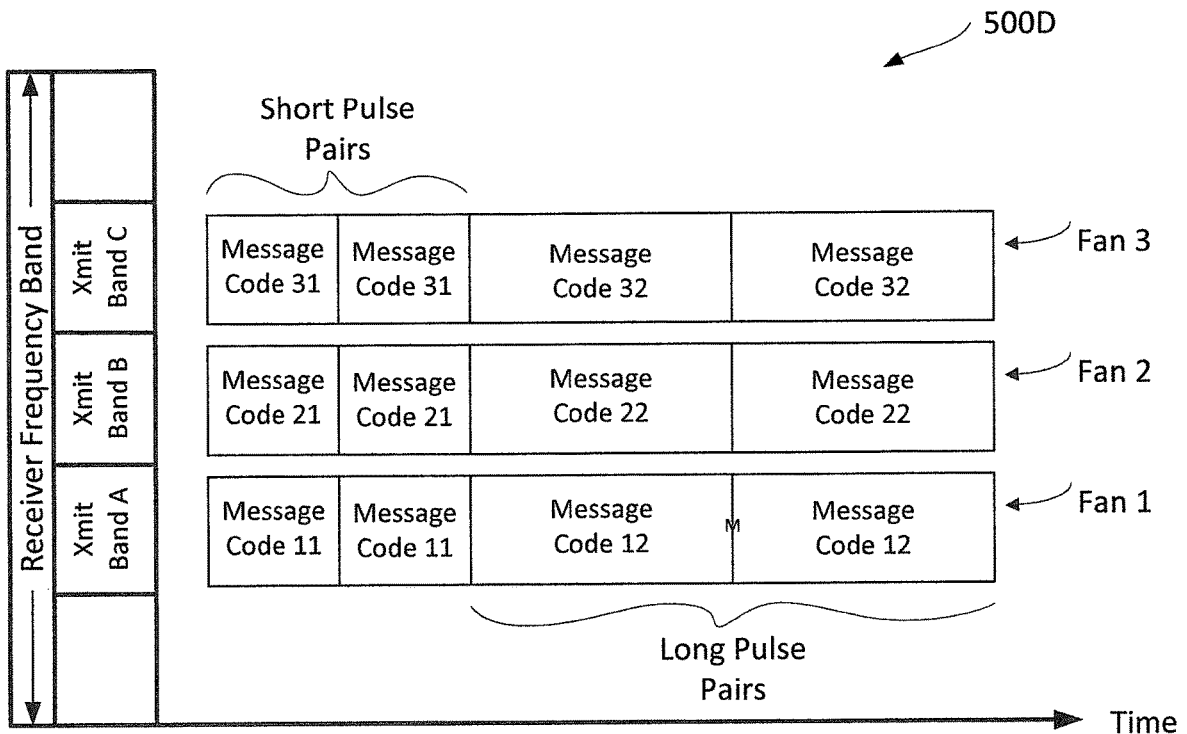 500D
Short Pulse
Pairs
Receiver Frequency Band
Xmit
Band C
Message
Code 31
Message
Code 31
Message
Code 32
Message
Code 32
Fan 3
Xmit
Band B
Message
Code 21
Message
Code 21
Message
Code 22
Message
Code 22
Fan 2
Xmit
Band A
Message
Code 11
Message
Code 11
Message
Code 12
M
Message
Code 12
Fan 1
Long Pulse
Pairs
Time